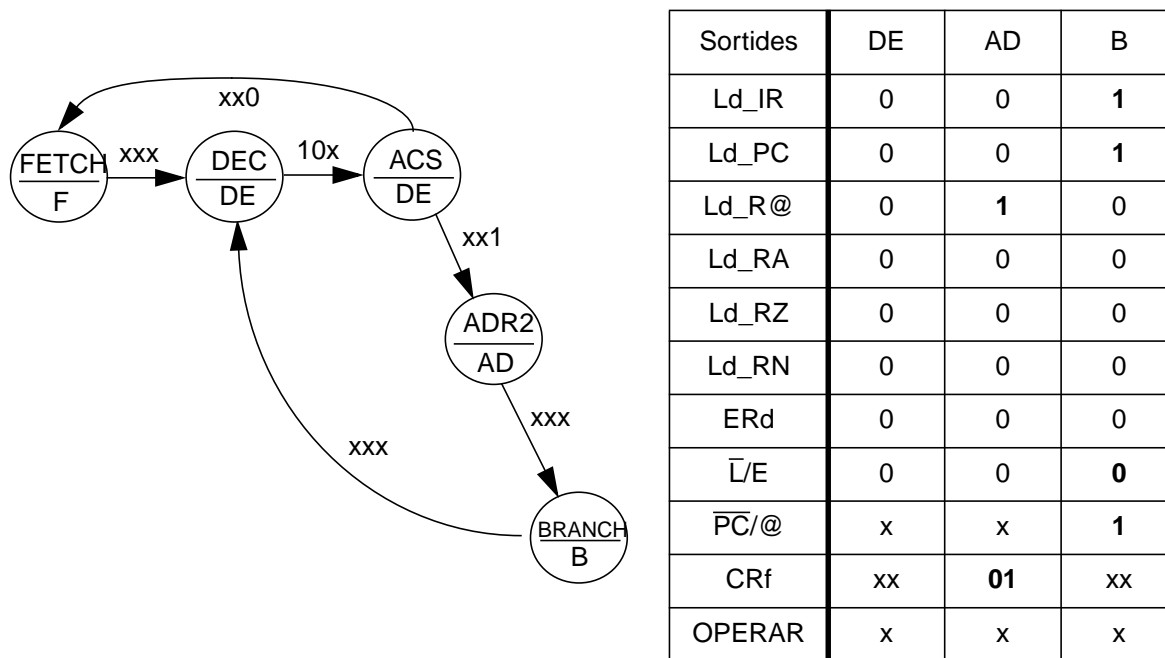 xx0
FETCH
F
xxx
DEC
DE
10x
ACS
DE
xx1
ADR2
AD
xxx
xxx
BRANCH
B
Sortides DE AD B
Ld_IR 0 0 1
Ld_PC 0 0 1
Ld_R@ 0 1 0
Ld_RA 0 0 0
Ld_RZ 0 0 0
Ld_RN 0 0 0
ERd 0 0 0
L̅/E 0 0 0
P̅C̅/@ x x 1
CRf xx 01 xx
OPERAR x x x